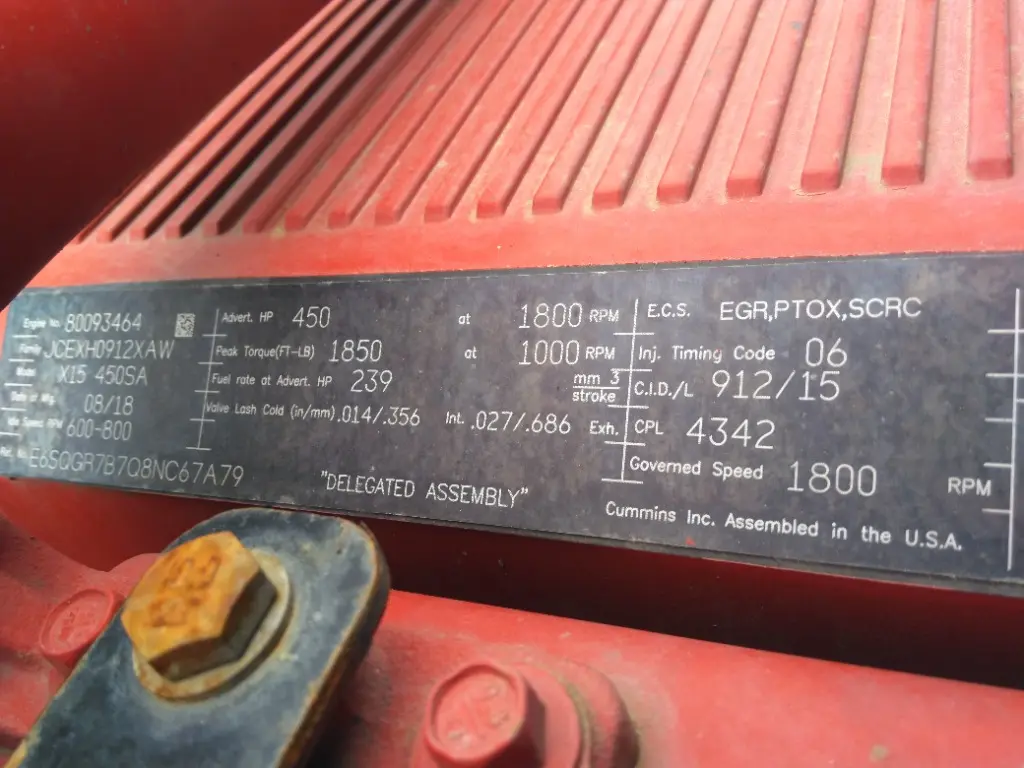 Engine No. 80093464
Family JCEXH0912XAW
Model X15 450SA
Date of Mfg. 08/18
Idle Speed RPM 600-800
Ref. No. E6SQGR7B7Q8NC67A79
Advert. HP 450 at 1800 RPM
Peak Torque(FT-LB) 1850 at 1000 RPM
Fuel rate at Advert. HP 239 mm 3
stroke
Valve Lash Cold (in/mm) .014/.356 Int. .027/.686 Exh.
"DELEGATED ASSEMBLY"
E.C.S. EGR,PTOX,SCRC
Inj. Timing Code 06
C.I.D./L 912/15
CPL 4342
Governed Speed 1800 RPM
Cummins Inc. Assembled in the U.S.A.